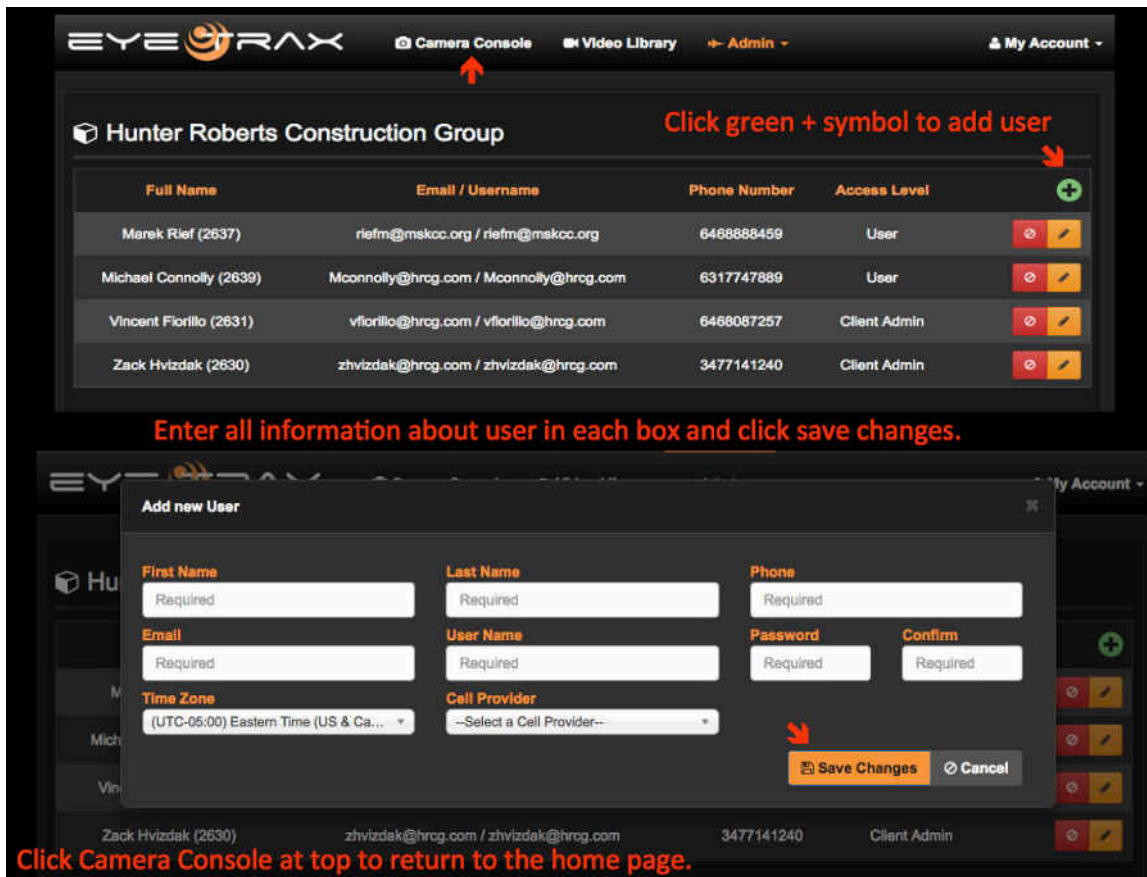 EYE TRAX Camera Console Video Library Admin My Account
Hunter Roberts Construction Group
Click green + symbol to add user
Full Name Email / Username Phone Number Access Level
Marek Rief (2637) riefm@mskcc.org / riefm@mskcc.org 6468888459 User
Michael Connolly (2639) Mconnolly@hrcg.com / Mconnolly@hrcg.com 6317747889 User
Vincent Fiorillo (2631) vfiorillo@hrcg.com / vfiorillo@hrcg.com 6468087257 Client Admin
Zack Hvizdak (2630) zhvizdak@hrcg.com / zhvizdak@hrcg.com 3477141240 Client Admin
Enter all information about user in each box and click save changes.
My Account
Add new User
Hu
First Name Last Name Phone
Required Required Required
Email User Name Password Confirm
Required Required Required Required
M
Time Zone Cell Provider
(UTC-05:00) Eastern Time (US & Ca... --Select a Cell Provider--
Mich
Save Changes Cancel
Vin
Zack Hvizdak (2630) zhvizdak@hrcg.com / zhvizdak@hrcg.com 3477141240 Client Admin
Click Camera Console at top to return to the home page.